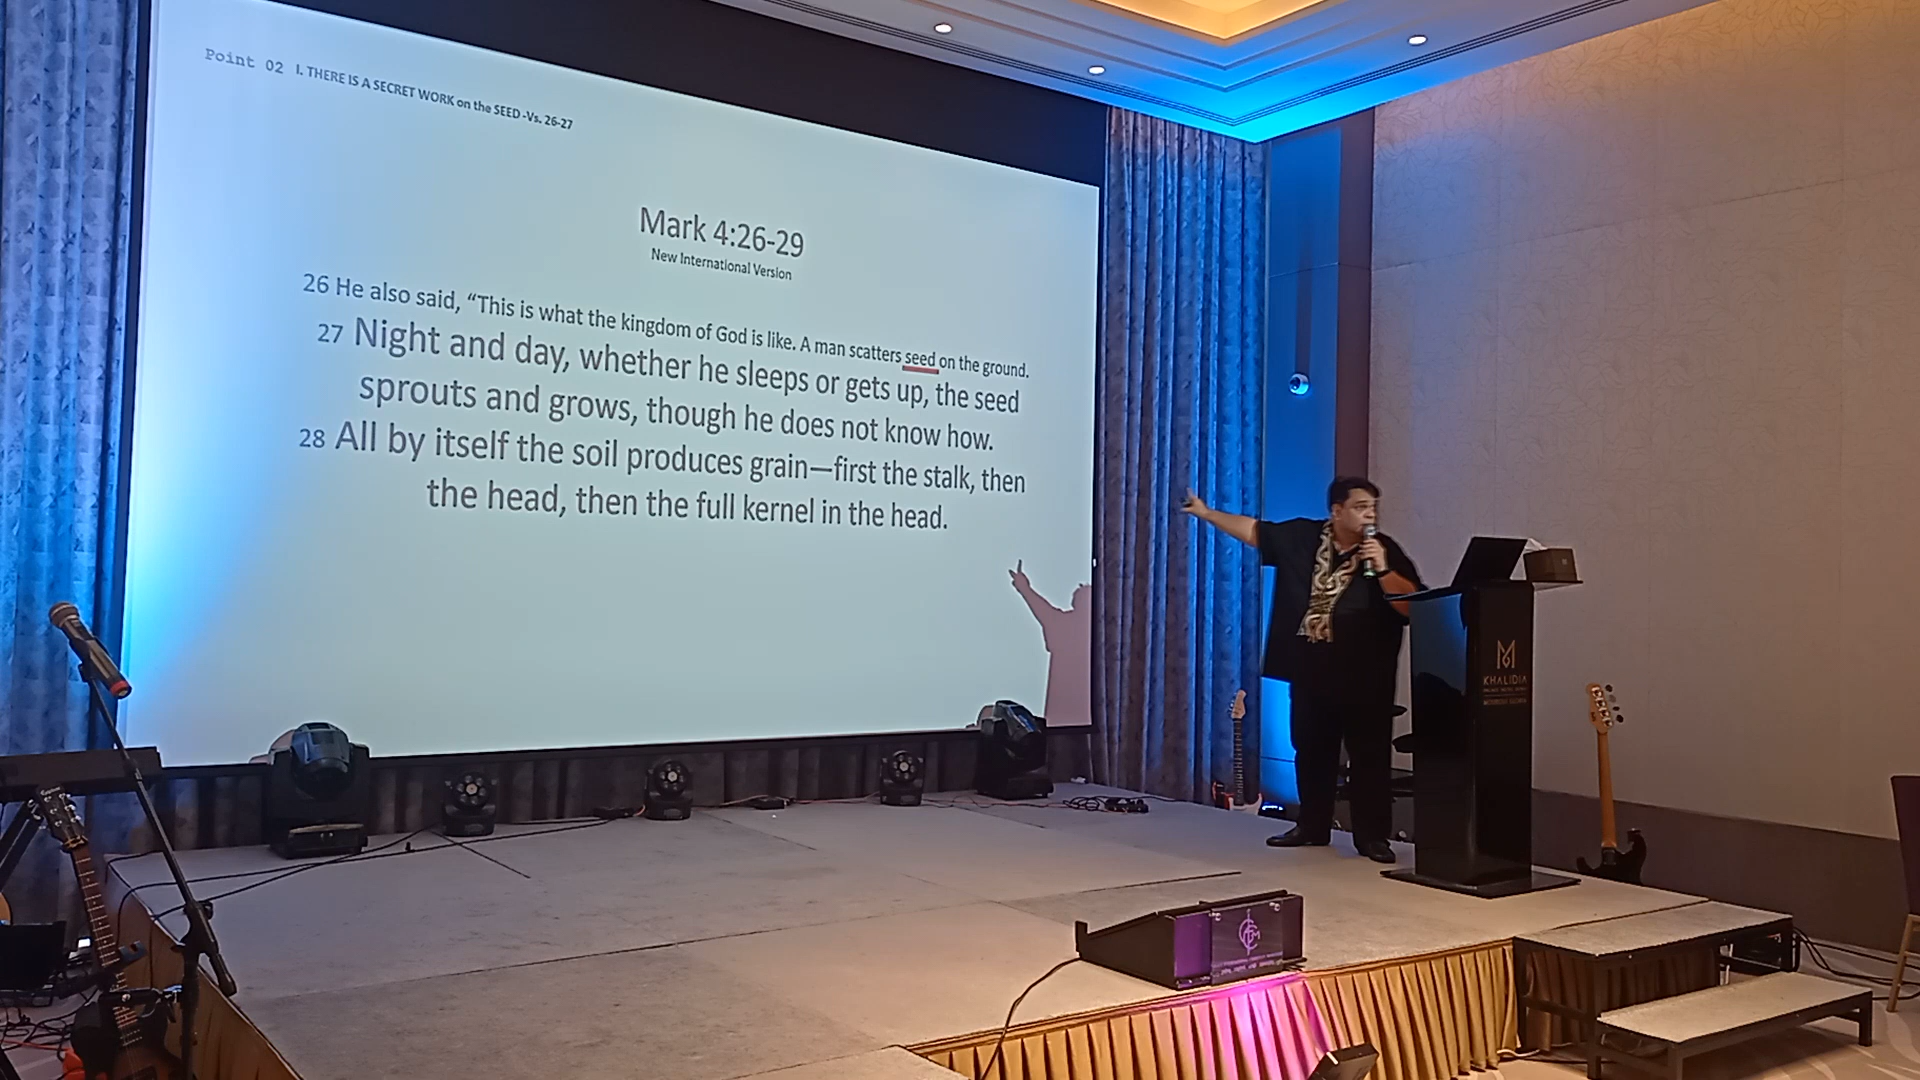 Point 02 I. THERE IS A SECRET WORK on the SEED -Vs. 26-27
Mark 4:26-29
New International Version
26 He also said, “This is what the kingdom of God is like. A man scatters seed on the ground.
27 Night and day, whether he sleeps or gets up, the seed
sprouts and grows, though he does not know how.
28 All by itself the soil produces grain—first the stalk, then
the head, then the full kernel in the head.
M
KHALIDIA